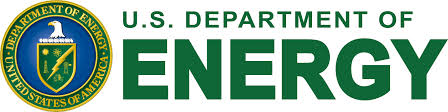 DEPARTMENT OF ENERGY
UNITED STATES OF AMERICA
U.S. DEPARTMENT OF
ENERGY